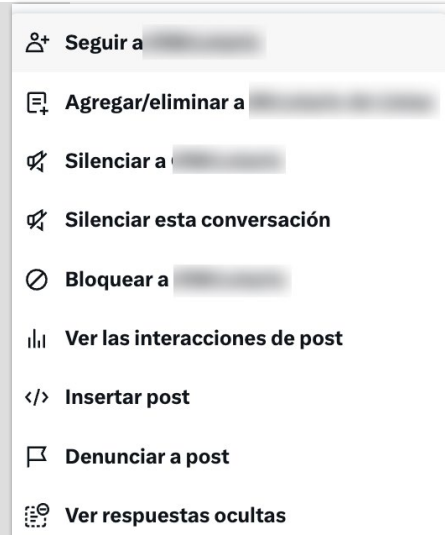 Seguir a
Agregar/eliminar a
Silenciar a
Silenciar esta conversación
Bloquear a
Ver las interacciones de post
Insertar post
Denunciar a post
Ver respuestas ocultas